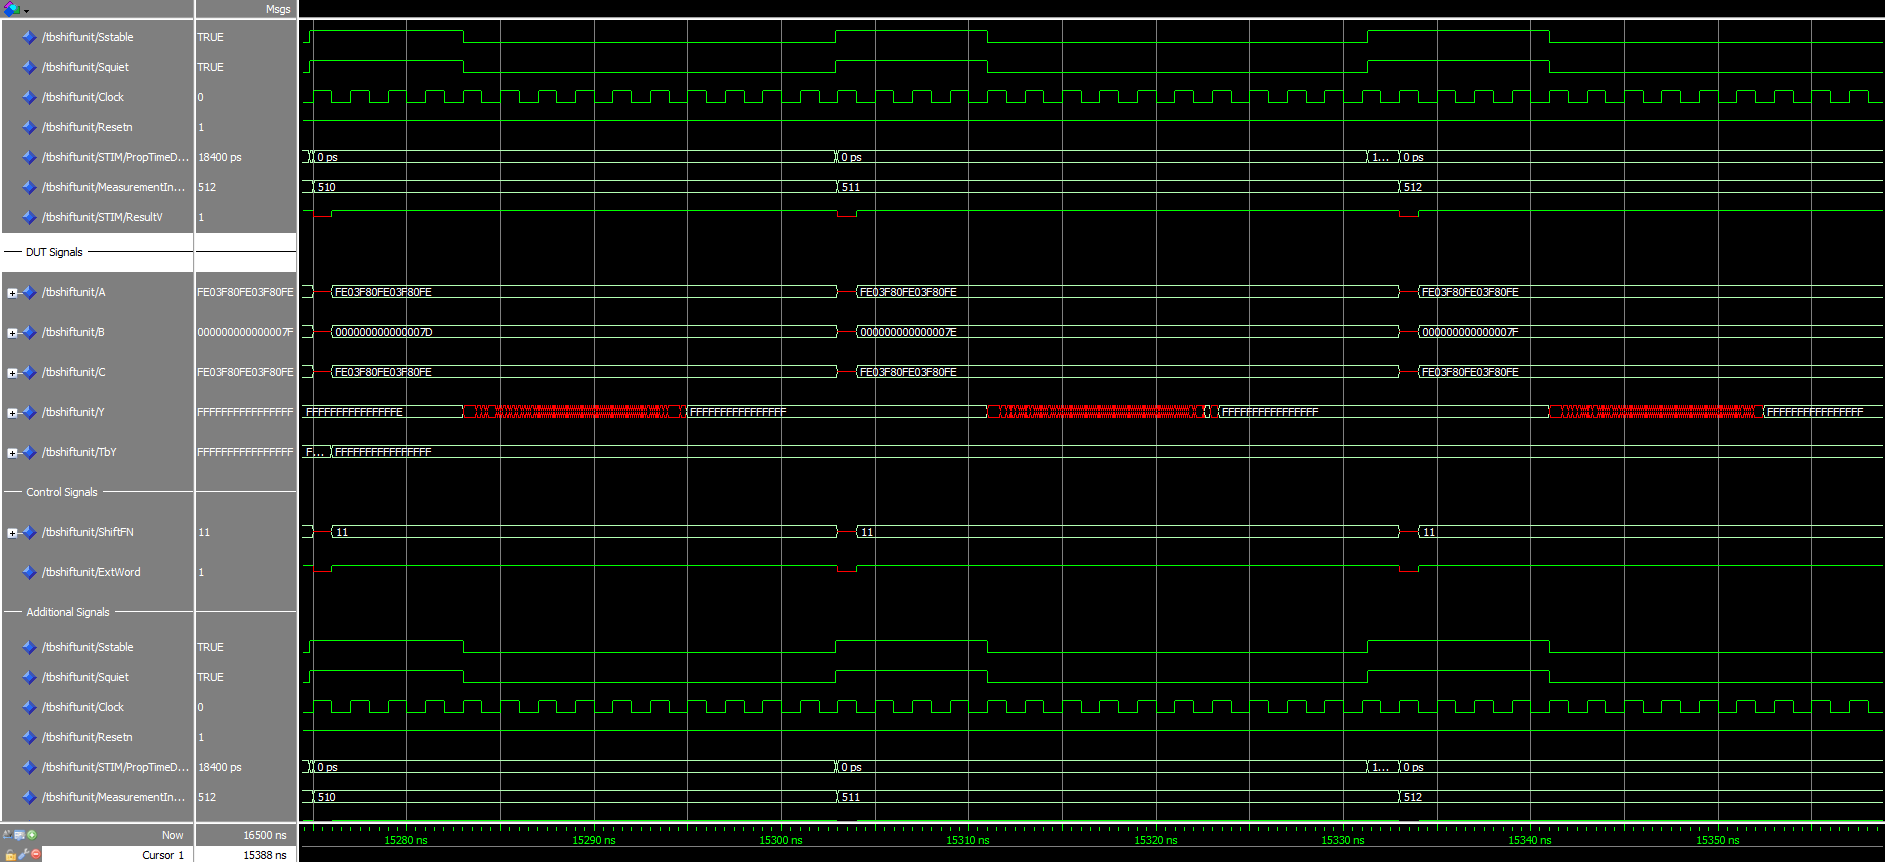 Msgs
/tbshiftunit/Sstable TRUE
/tbshiftunit/Squiet TRUE
/tbshiftunit/Clock 0
/tbshiftunit/Resetn 1
/tbshiftunit/STIM/PropTimeD... 18400 ps 0 ps 0 ps 1... 0 ps
/tbshiftunit/MeasurementIn... 512 510 511 512
/tbshiftunit/STIM/ResultV 1
DUT Signals
/tbshiftunit/A FE03F80FE03F80FE FE03F80FE03F80FE FE03F80FE03F80FE FE03F80FE03F80FE
/tbshiftunit/B 000000000000007F 000000000000007D 000000000000007E 000000000000007F
/tbshiftunit/C FE03F80FE03F80FE FE03F80FE03F80FE FE03F80FE03F80FE FE03F80FE03F80FE
/tbshiftunit/Y FFFFFFFFFFFFFFFF FFFFFFFFFFFFFFFE FFFFFFFFFFFFFFFF FFFFFFFFFFFFFFFF FFFFFFFFFFFFFFFF
/tbshiftunit/TbY FFFFFFFFFFFFFFFF F... FFFFFFFFFFFFFFFF
Control Signals
/tbshiftunit/ShiftFN 11 11 11 11
/tbshiftunit/ExtWord 1
Additional Signals
/tbshiftunit/Sstable TRUE
/tbshiftunit/Squiet TRUE
/tbshiftunit/Clock 0
/tbshiftunit/Resetn 1
/tbshiftunit/STIM/PropTimeD... 18400 ps 0 ps 0 ps 1... 0 ps
/tbshiftunit/MeasurementIn... 512 510 511 512
Now 16500 ns 15280 ns 15290 ns 15300 ns 15310 ns 15320 ns 15330 ns 15340 ns 15350 ns
Cursor 1 15388 ns